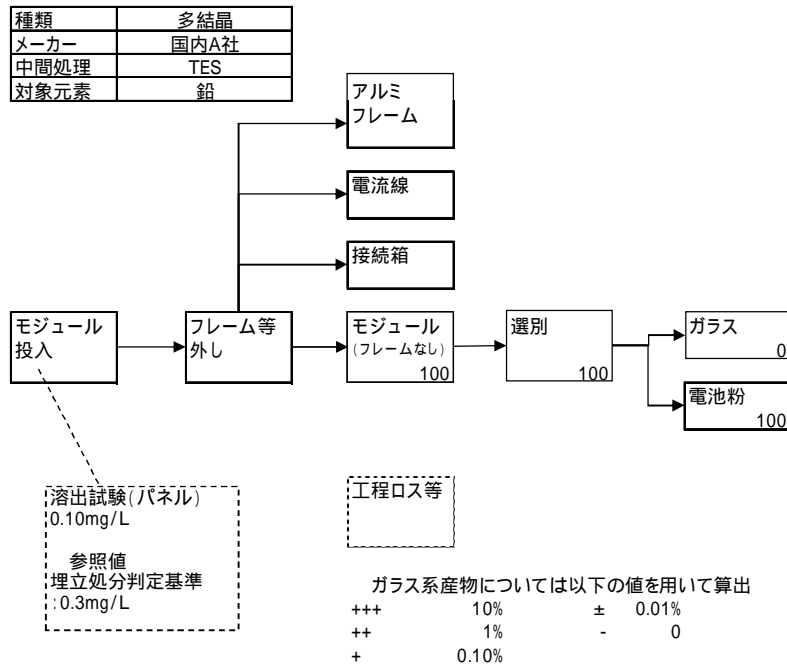 種類 多結晶
メーカー 国内A社
中間処理 TES
対象元素 鉛
アルミ
フレーム
電流線
接続箱
モジュール
投入
フレーム等
外し
モジュール
(フレームなし)
100
選別
100
ガラス
0
電池粉
100
溶出試験(パネル)
0.10mg/L
参照値
埋立処分判定基準
:0.3mg/L
工程ロス等
ガラス系産物については以下の値を用いて算出
+++ 10% ± 0.01%
++ 1% - 0
+ 0.10%